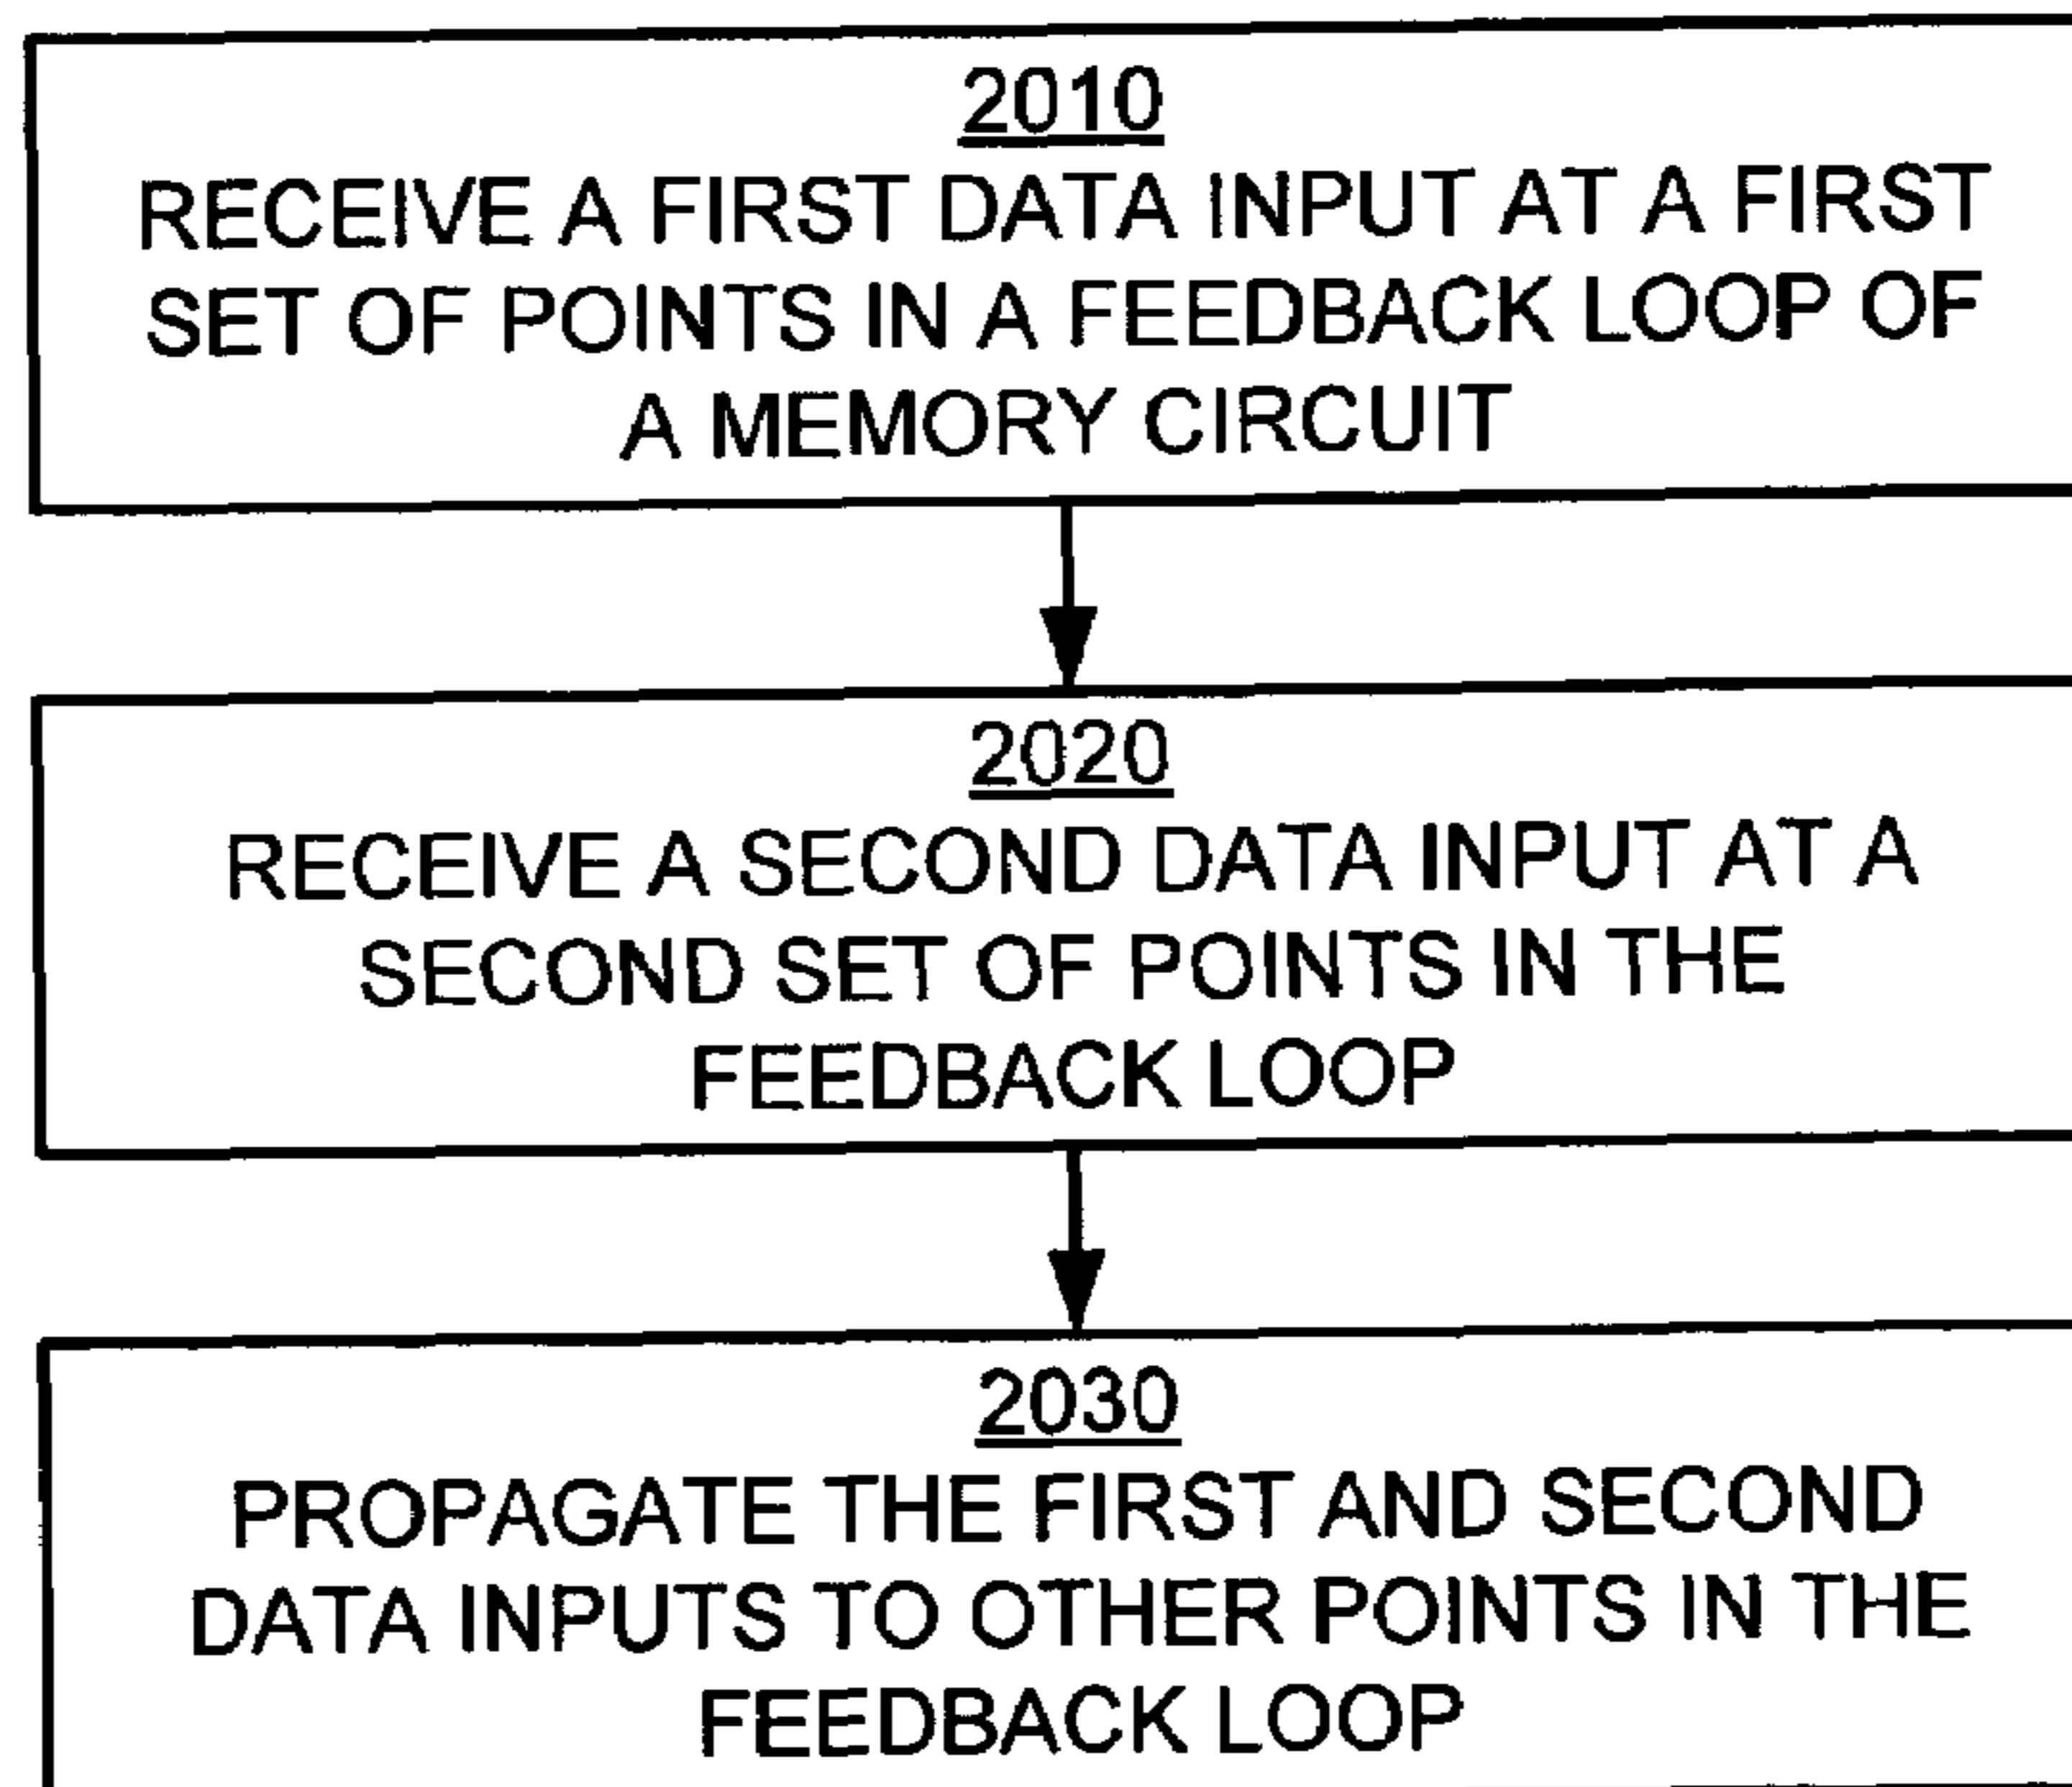 2010
RECEIVE A FIRST DATA INPUT AT A FIRST
SET OF POINTS IN A FEEDBACK LOOP OF
A MEMORY CIRCUIT
2020
RECEIVE A SECOND DATA INPUT AT A
SECOND SET OF POINTS IN THE
FEEDBACK LOOP
2030
PROPAGATE THE FIRST AND SECOND
DATA INPUTS TO OTHER POINTS IN THE
FEEDBACK LOOP